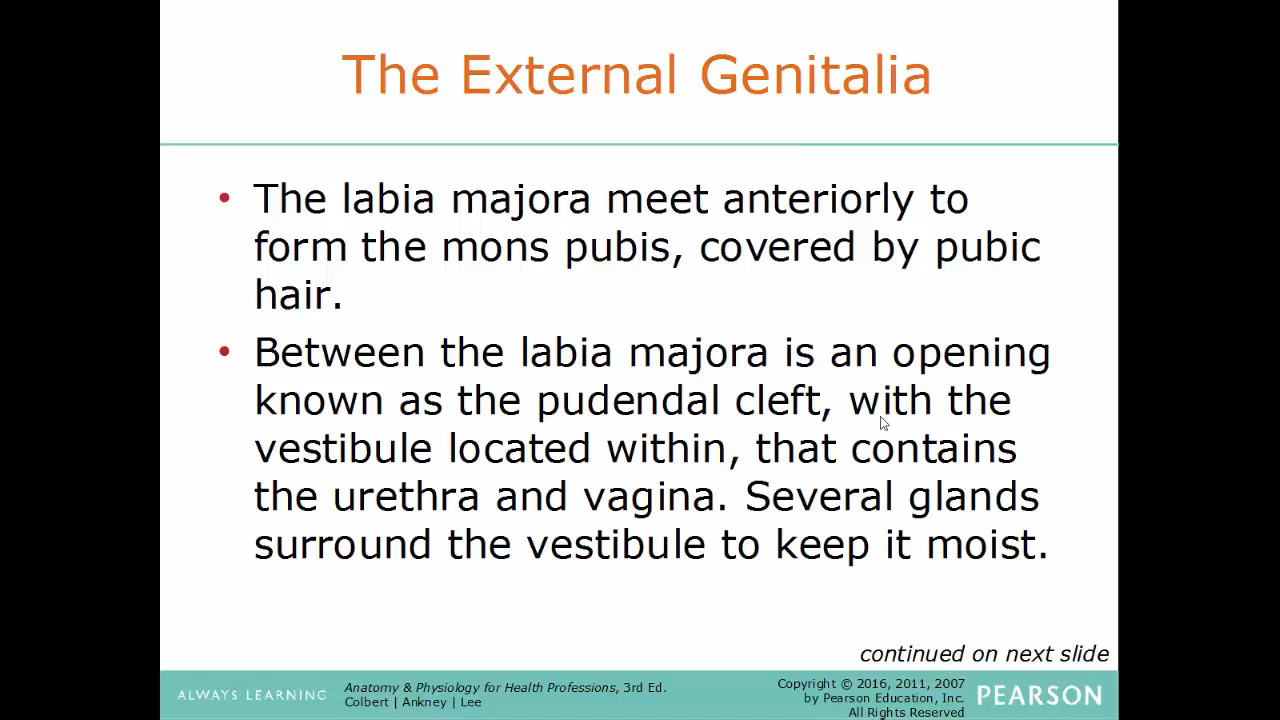 The External Genitalia
• The labia majora meet anteriorly to
form the mons pubis, covered by pubic
hair.
• Between the labia majora is an opening
known as the pudendal cleft, with the
vestibule located within, that contains
the urethra and vagina. Several glands
surround the vestibule to keep it moist.
continued on next slide
ALWAYS LEARNING
Anatomy & Physiology for Health Professions, 3rd Ed.
Colbert | Ankney | Lee
Copyright © 2016, 2011, 2007
by Pearson Education, Inc.
All Rights Reserved
PEARSON